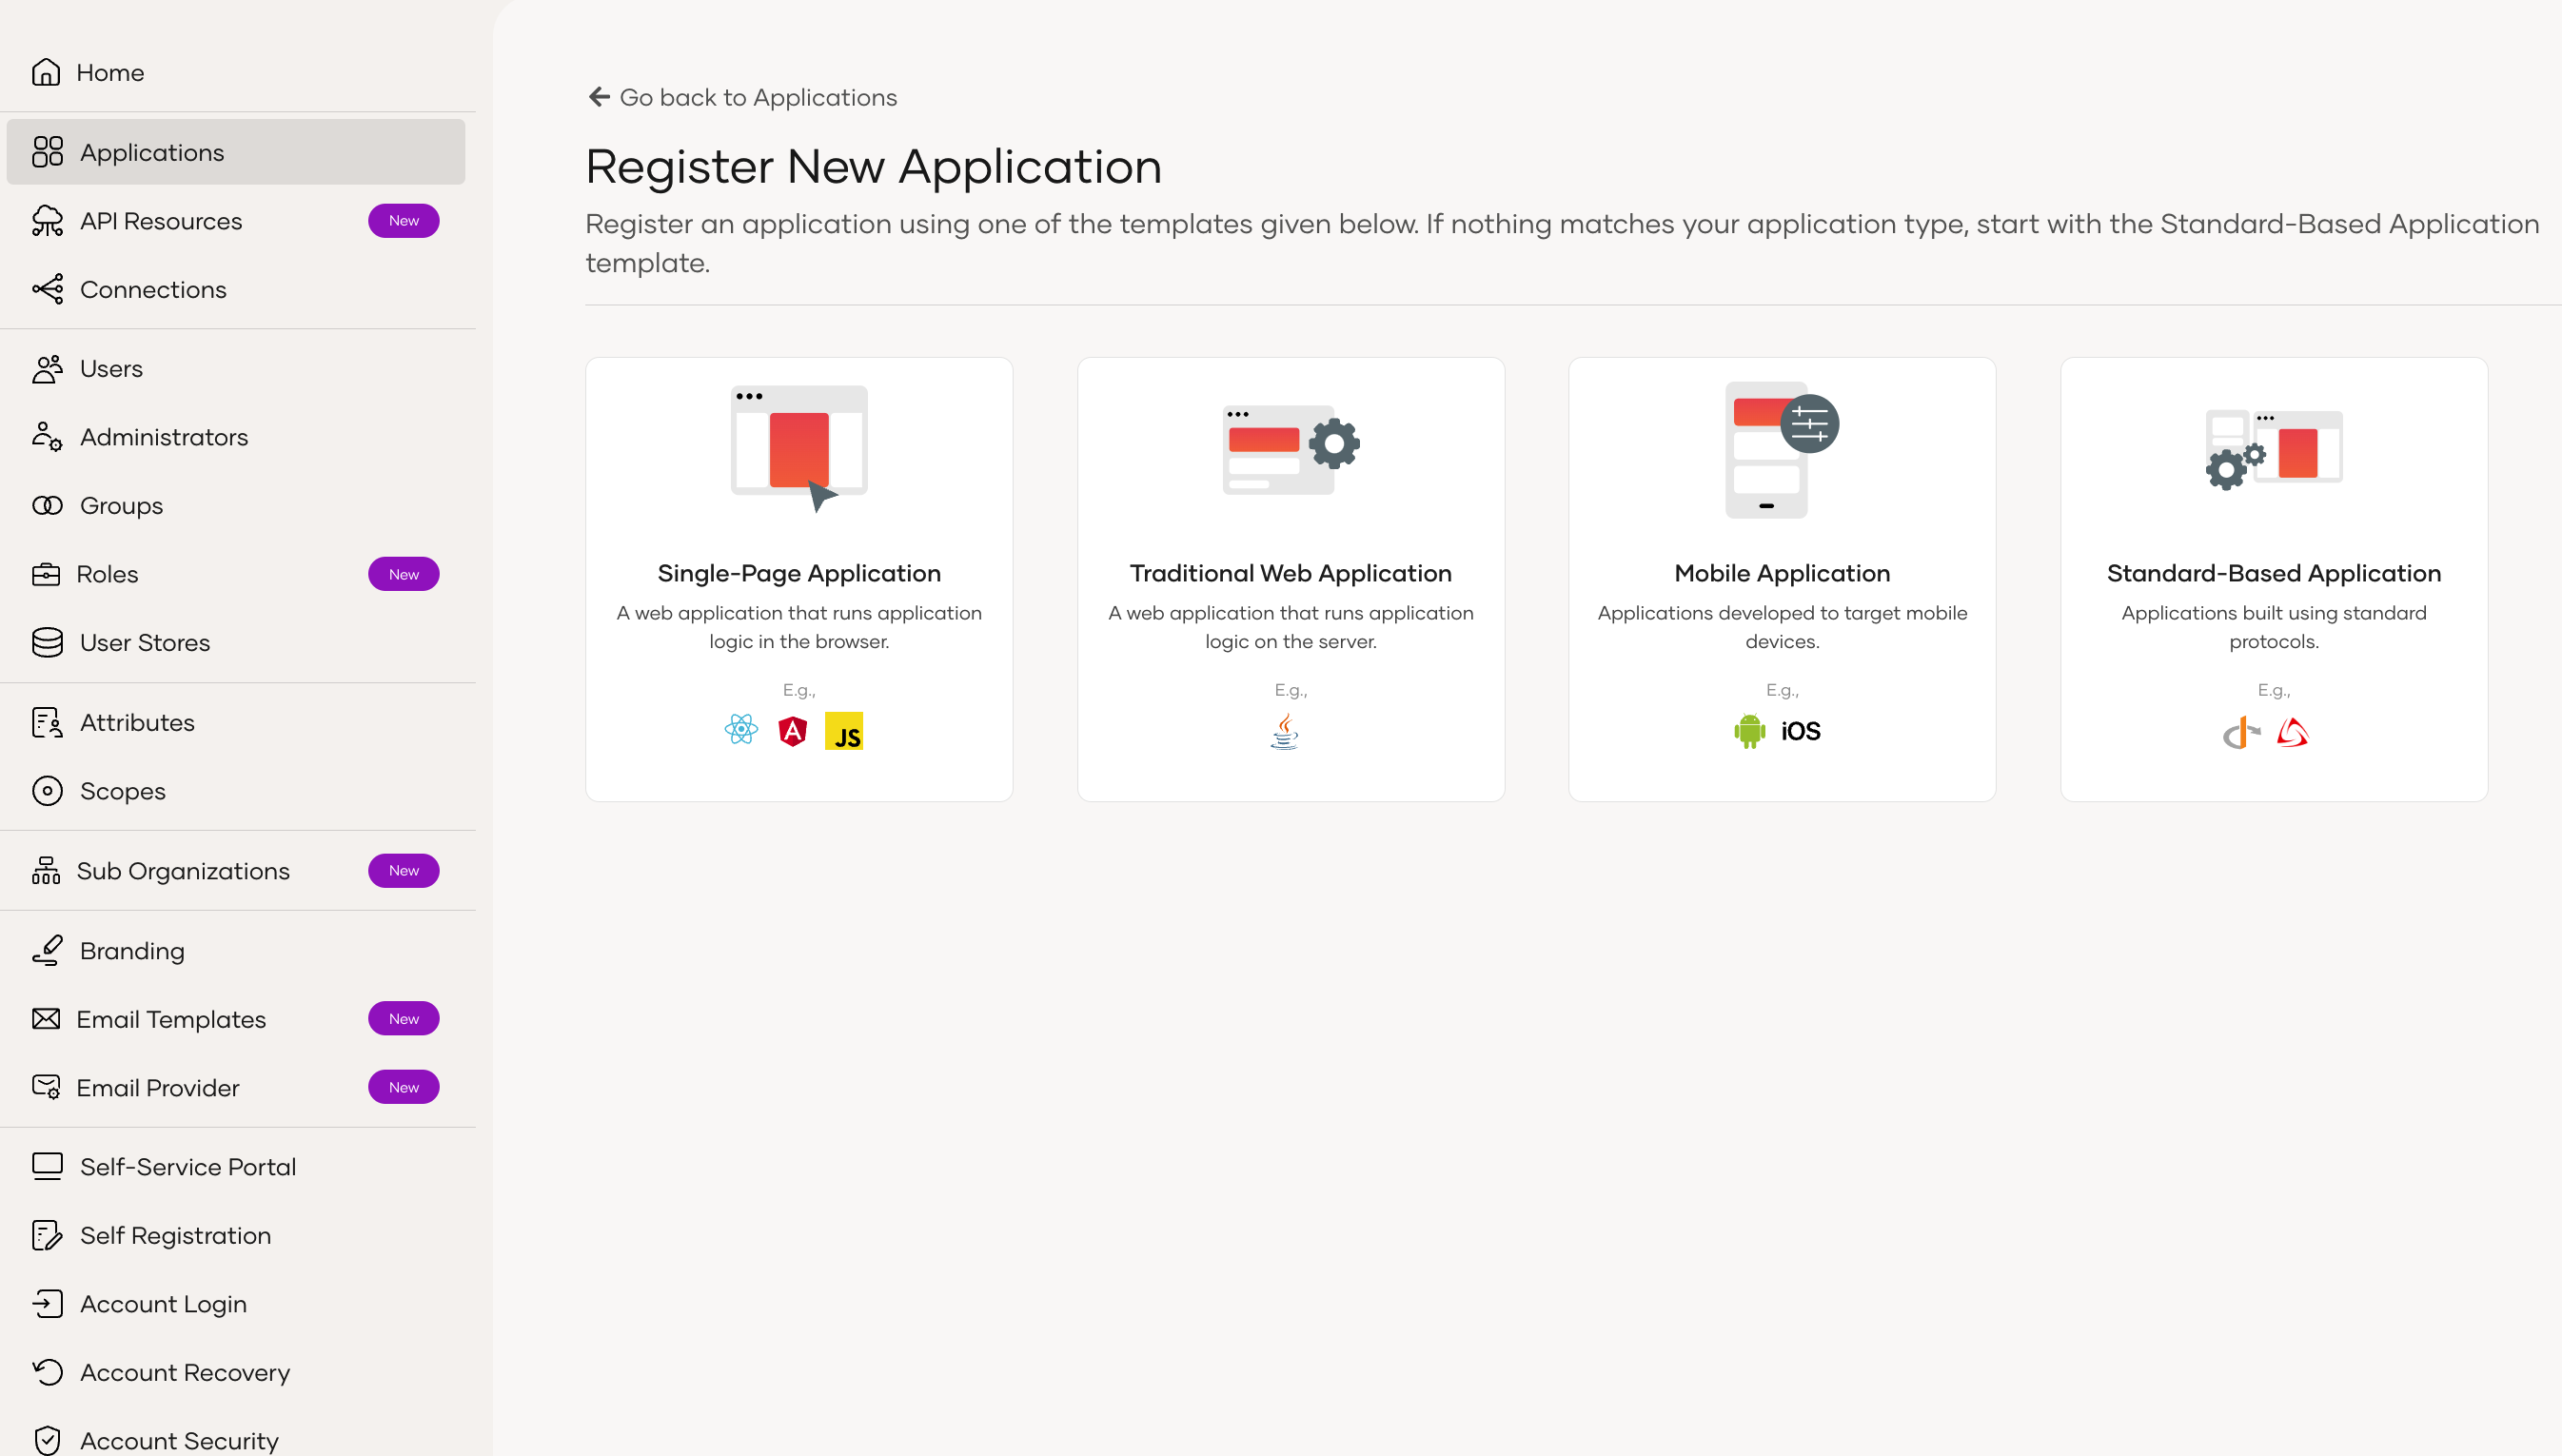 Home
Applications
API Resources New
Connections
Users
Administrators
Groups
Roles New
User Stores
Attributes
Scopes
Sub Organizations New
Branding
Email Templates New
Email Provider New
Self-Service Portal
Self Registration
Account Login
Account Recovery
Account Security
Go back to Applications
Register New Application
Register an application using one of the templates given below. If nothing matches your application type, start with the Standard-Based Application
template.
Single-Page Application
A web application that runs application
logic in the browser.
E.g.,
A JS
Traditional Web Application
A web application that runs application
logic on the server.
E.g.,
Mobile Application
Applications developed to target mobile
devices.
E.g.,
iOS
Standard-Based Application
Applications built using standard
protocols.
E.g.,